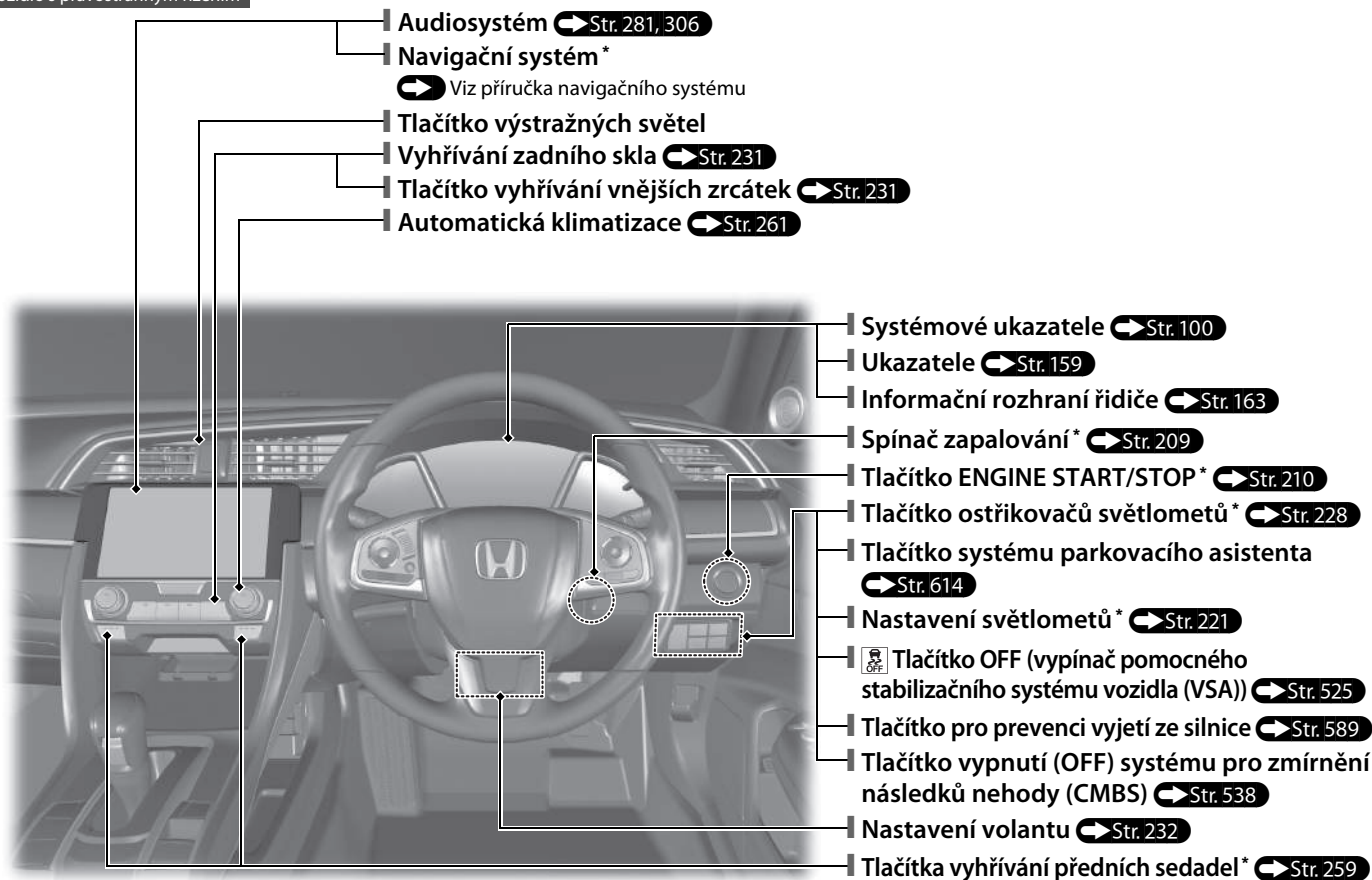 s pravostranným řízením
Audiosystém Str. 281, 306
Navigační systém*
Viz příručka navigačního systému
Tlačítko výstražných světel
Vyhřívání zadního skla Str. 231
Tlačítko vyhřívání vnějších zrcátek Str. 231
Automatická klimatizace Str. 261
Systémové ukazatele Str. 100
Ukazatele Str. 159
Informační rozhraní řidiče Str. 163
Spínač zapalování* Str. 209
Tlačítko ENGINE START/STOP* Str. 210
Tlačítko ostřikovačů světlometů* Str. 228
Tlačítko systému parkovacího asistenta
Str. 614
Nastavení světlometů* Str. 221
OFF Tlačítko OFF (vypínač pomocného
stabilizačního systému vozidla (VSA)) Str. 525
Tlačítko pro prevenci vyjetí ze silnice Str. 589
Tlačítko vypnutí (OFF) systému pro zmírnění
následků nehody (CMBS) Str. 538
Nastavení volantu Str. 232
Tlačítka vyhřívání předních sedadel* Str. 259